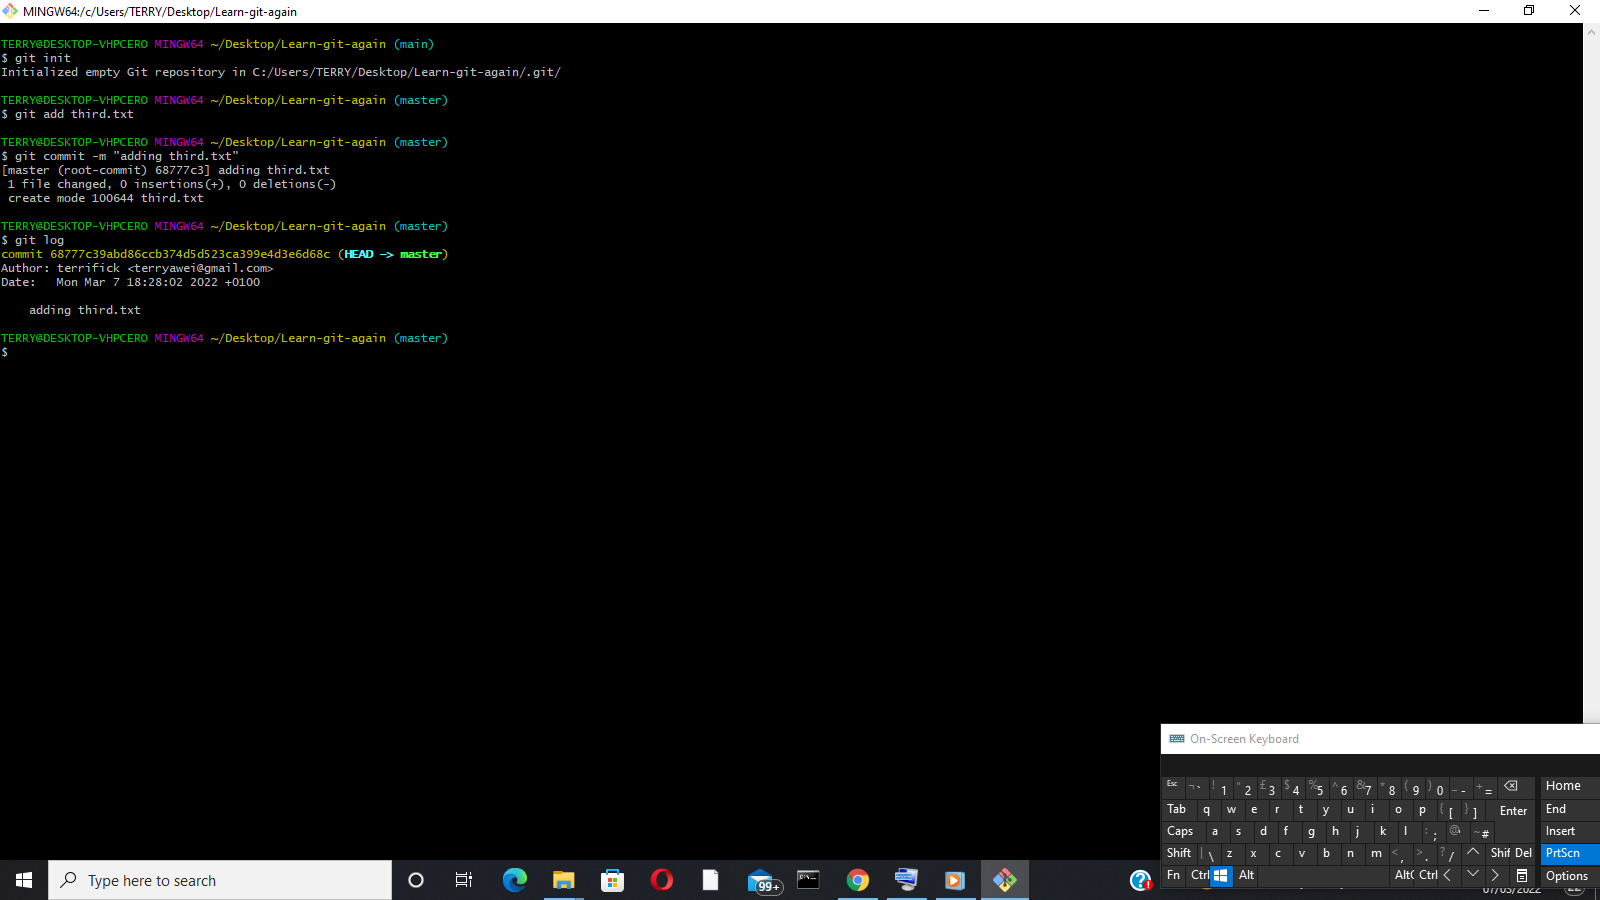 MINGW64:/c/Users/TERRY/Desktop/Learn-git-again
TERRY@DESKTOP-VHPCERO MINGW64 ~/Desktop/Learn-git-again (main)
$ git init
Initialized empty Git repository in C:/Users/TERRY/Desktop/Learn-git-again/.git/
TERRY@DESKTOP-VHPCERO MINGW64 ~/Desktop/Learn-git-again (master)
$ git add third.txt
TERRY@DESKTOP-VHPCERO MINGW64 ~/Desktop/Learn-git-again (master)
$ git commit -m "adding third.txt"
[master (root-commit) 68777c3] adding third.txt
1 file changed, 0 insertions(+), 0 deletions(-)
create mode 100644 third.txt
TERRY@DESKTOP-VHPCERO MINGW64 ~/Desktop/Learn-git-again (master)
$ git log
commit 68777c39abd86ccb374d5d523ca399e4d3e6d68c (HEAD -> master)
Author: terrifick <terryawei@gmail.com>
Date:   Mon Mar 7 18:28:02 2022 +0100
adding third.txt
TERRY@DESKTOP-VHPCERO MINGW64 ~/Desktop/Learn-git-again (master)
$
On-Screen Keyboard
Esc ¬ ` ! 1 " 2 £ 3 $ 4 % 5 ^ 6 & 7 * 8 ( 9 ) 0 _ - + = Home
Tab q w e r t y u i o p { [ } ] Enter End
Caps a s d f g h j k l : ; @ ' ~ # Insert
Shift | \ z x c v b n m < , > . ? / Shif Del PrtScn
Fn Ctrl Alt Alt Ctrl Options
Type here to search
99+
07/03/2022
22